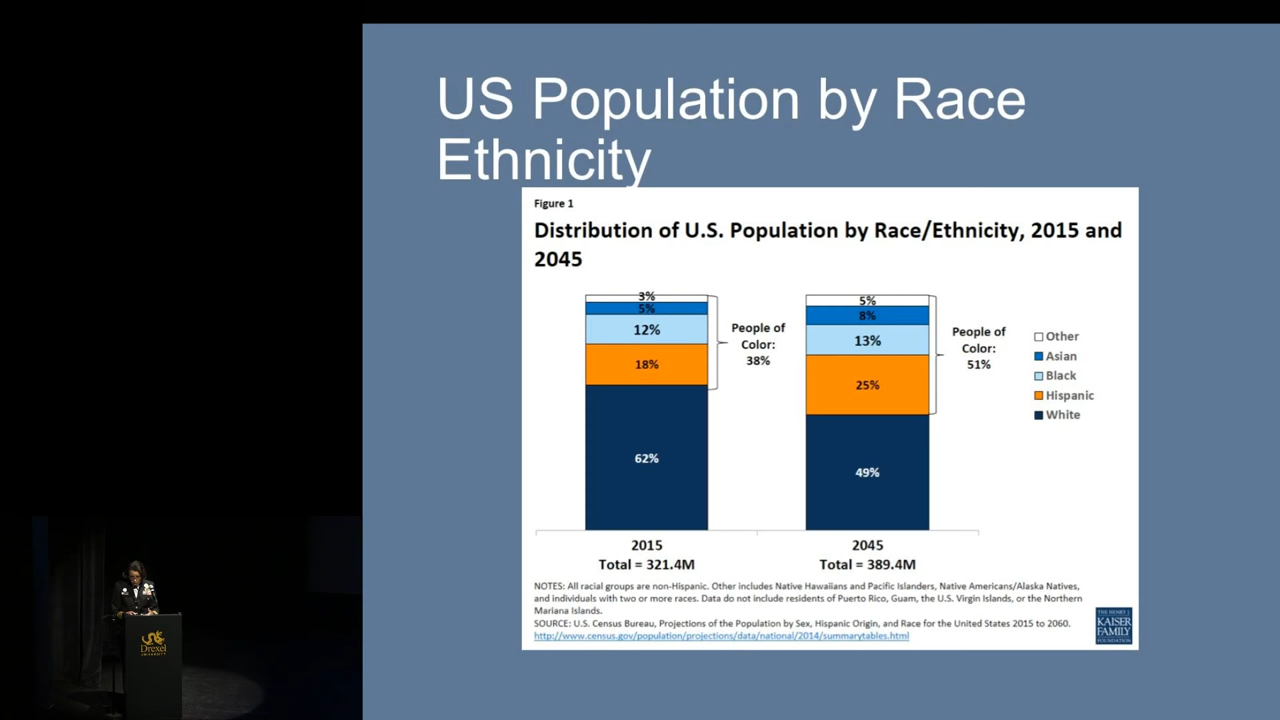 US Population by Race
Ethnicity
Figure 1
Distribution of U.S. Population by Race/Ethnicity, 2015 and
2045
3%
5%
12%
18%
62%
People of
Color:
38%
5%
8%
13%
25%
49%
People of
Color:
51%
Other
Asian
Black
Hispanic
White
2015
Total = 321.4M
2045
Total = 389.4M
NOTES: All racial groups are non-Hispanic. Other includes Native Hawaiians and Pacific Islanders, Native Americans/Alaska Natives,
and individuals with two or more races. Data do not include residents of Puerto Rico, Guam, the U.S. Virgin Islands, or the Northern
Mariana Islands.
SOURCE: U.S. Census Bureau, Projections of the Population by Sex, Hispanic Origin, and Race for the United States 2015 to 2060.
http://www.census.gov/population/projections/data/national/2014/summarytables.html
THE HENRY J.
KAISER
FAMILY
FOUNDATION
Drexel
UNIVERSITY